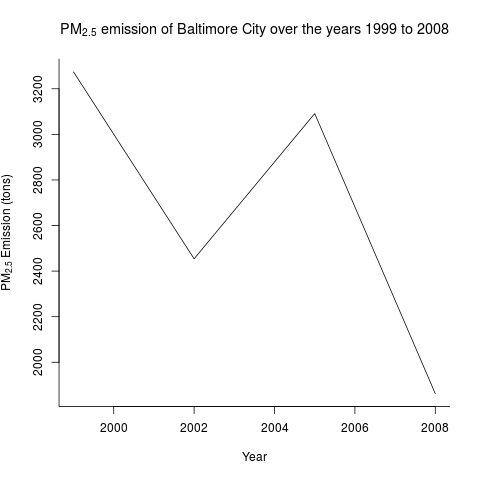 PM2.5 emission of Baltimore City over the years 1999 to 2008
3200
3000
2800
2600
2400
2200
2000
PM2.5 Emission (tons)
2000 2002 2004 2006 2008
Year